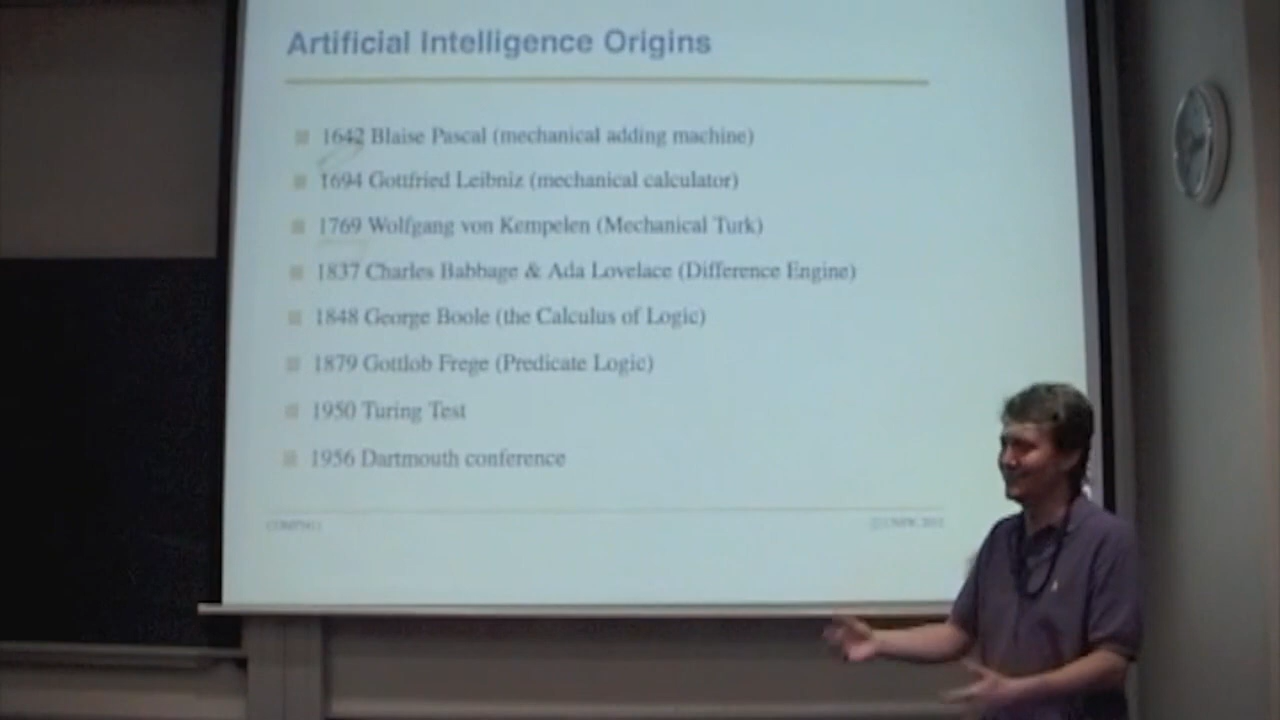 Artificial Intelligence Origins
1642 Blaise Pascal (mechanical adding machine)
1694 Gottfried Leibniz (mechanical calculator)
1769 Wolfgang von Kempelen (Mechanical Turk)
1837 Charles Babbage & Ada Lovelace (Difference Engine)
1848 George Boole (the Calculus of Logic)
1879 Gottlob Frege (Predicate Logic)
1950 Turing Test
1956 Dartmouth conference